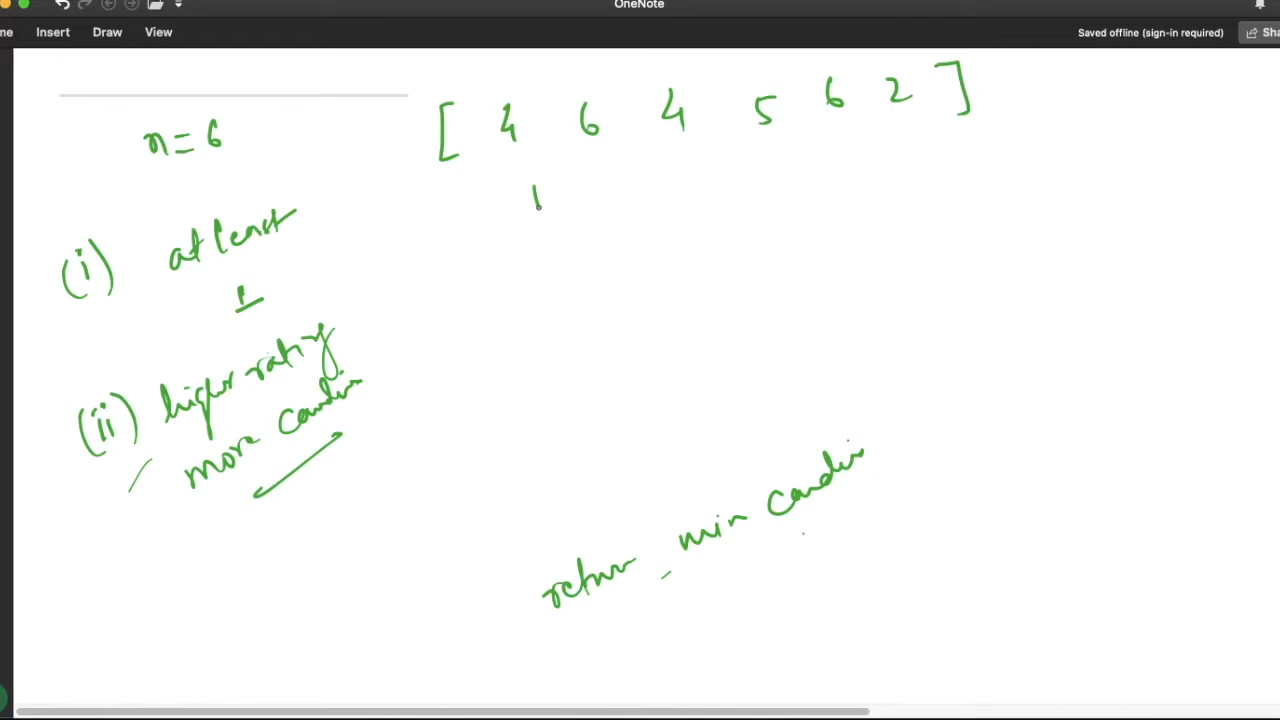 OneNote
Insert Draw View
Saved offline (sign-in required)
[ 4 6 4 5 6 2 ]
n = 6
1
(i) at least
1
(ii) higher rating
more candies
return min candies